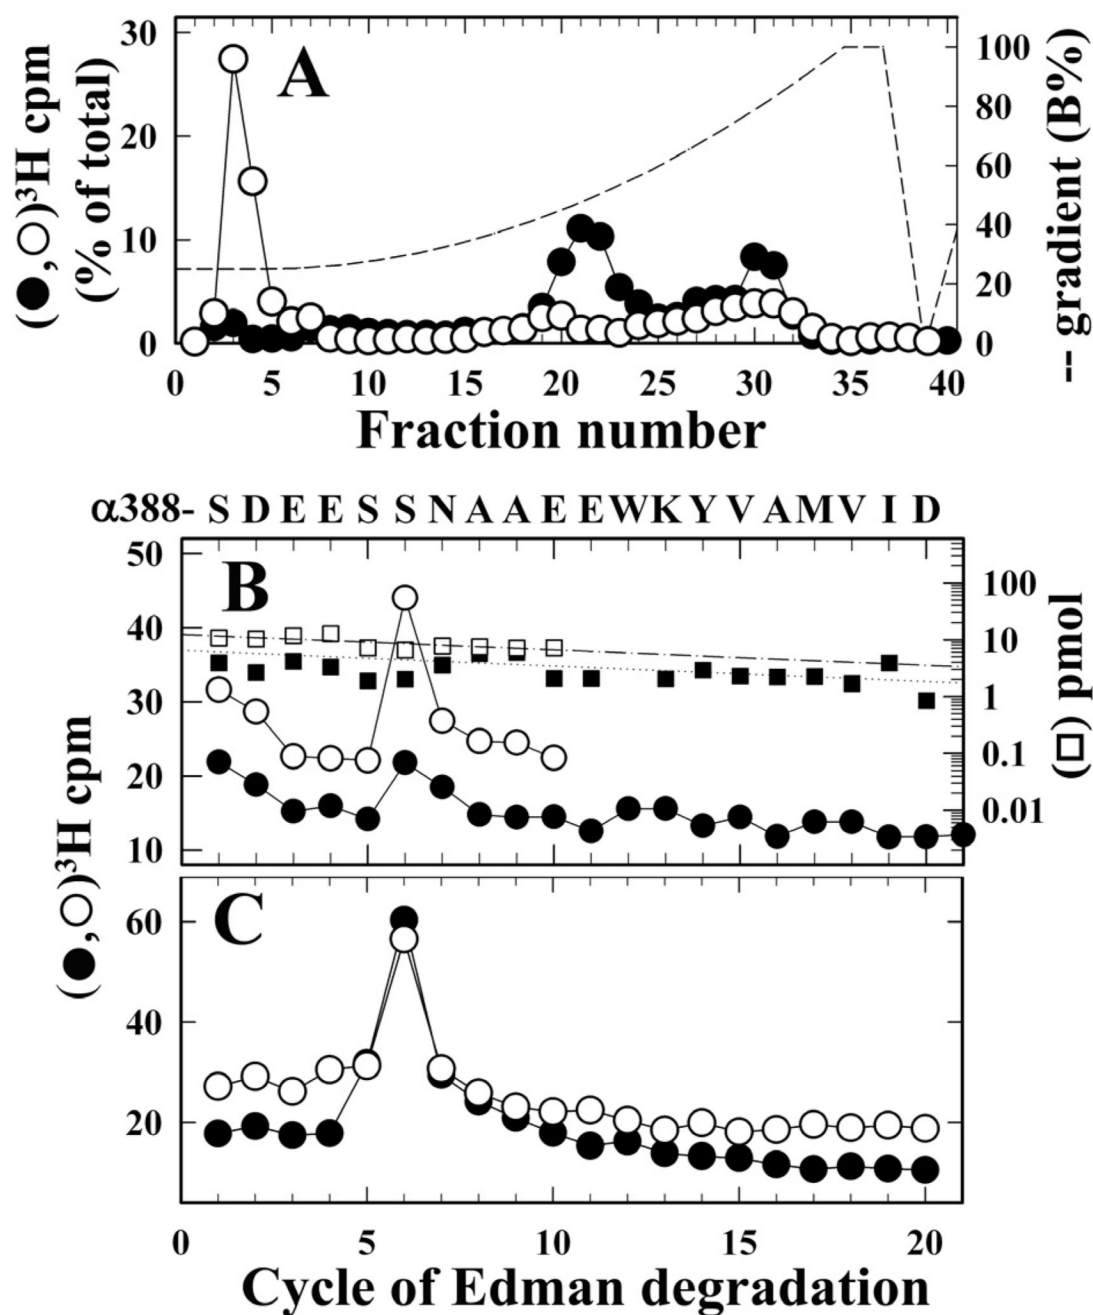 A
30
20
10
0
(●,○)³H cpm
(% of total)
100
80
60
40
20
0
-- gradient (B%)
0 5 10 15 20 25 30 35 40
Fraction number
α388- S D E E S S N A A E E W K Y V A M V I D
B
50
40
30
20
10
100
10
1
0.1
0.01
(□) pmol
(●,○)³H cpm
C
60
40
20
0 5 10 15 20
Cycle of Edman degradation